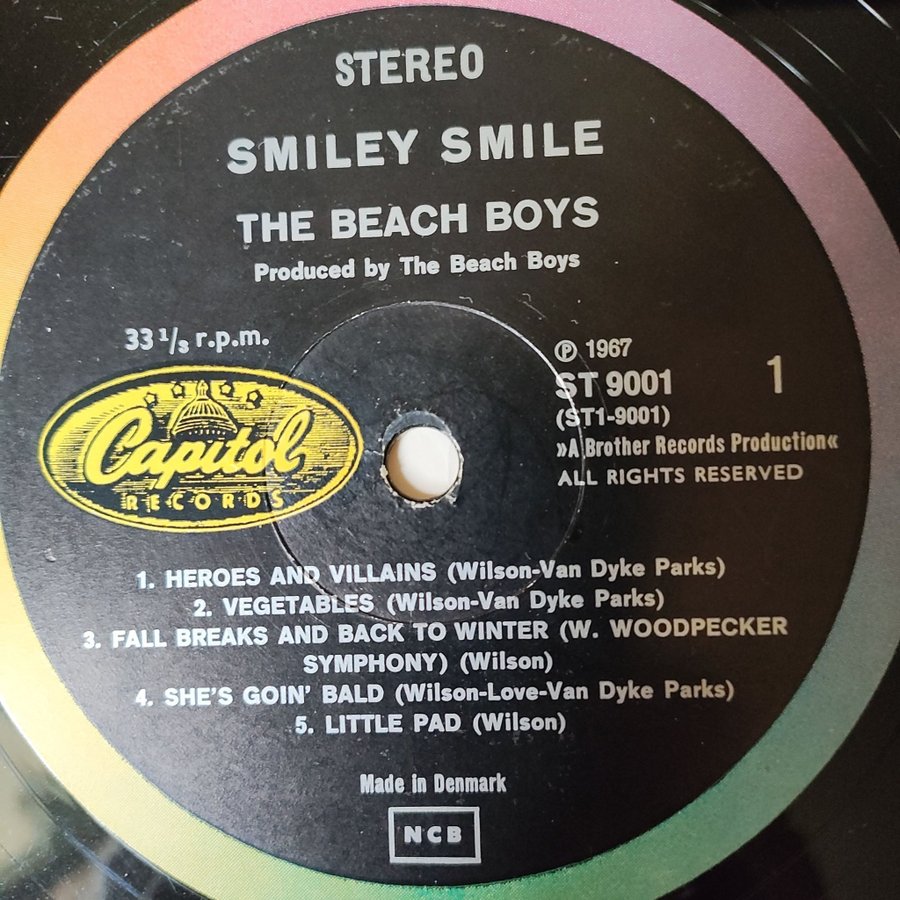 STEREO
SMILEY SMILE
THE BEACH BOYS
Produced by The Beach Boys
33 1/3 r.p.m.
℗ 1967
ST 9001
1
(ST1-9001)
»A Brother Records Production«
ALL RIGHTS RESERVED
Capitol
RECORDS
1. HEROES AND VILLAINS (Wilson-Van Dyke Parks)
2. VEGETABLES (Wilson-Van Dyke Parks)
3. FALL BREAKS AND BACK TO WINTER (W. WOODPECKER
SYMPHONY) (Wilson)
4. SHE'S GOIN' BALD (Wilson-Love-Van Dyke Parks)
5. LITTLE PAD (Wilson)
Made in Denmark
NCB